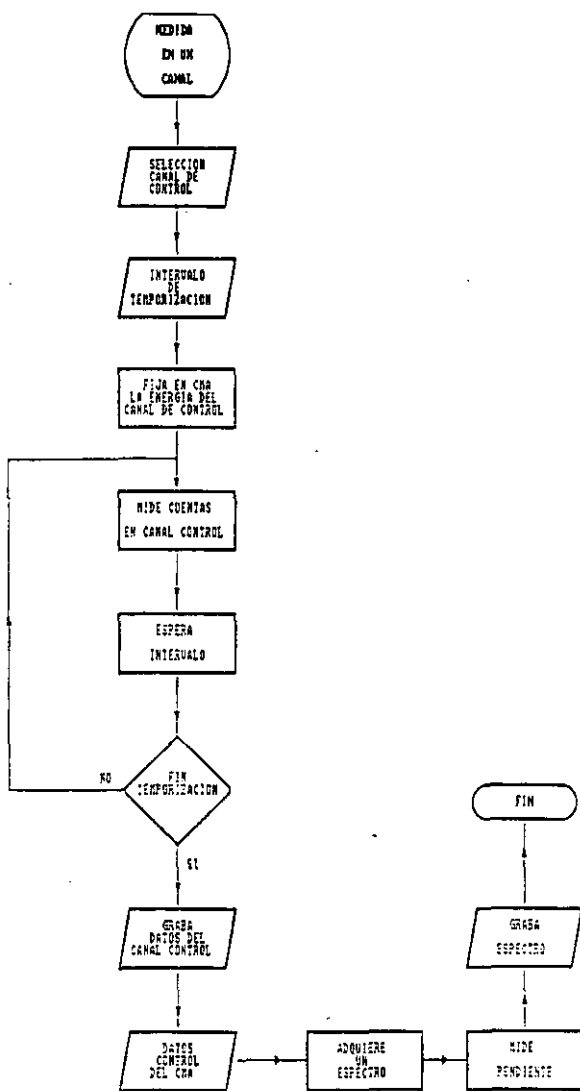 MEDIDA
EN UN
CANAL
SELECCION
CANAL DE
CONTROL
INTERVALO
DE
TEMPORIZACION
FIJA EN CMA
LA ENERGIA DEL
CANAL DE CONTROL
MIDE CUENTAS
EN CANAL CONTROL
ESPERA
INTERVALO
FIN
TEMPORIZACION
NO
SI
GRABA
DATOS DEL
CANAL CONTROL
DATOS
CONTROL
DEL CMA
ADQUIERE
UN
ESPECTRO
MIDE
PENDIENTE
GRABA
ESPECTRO
FIN